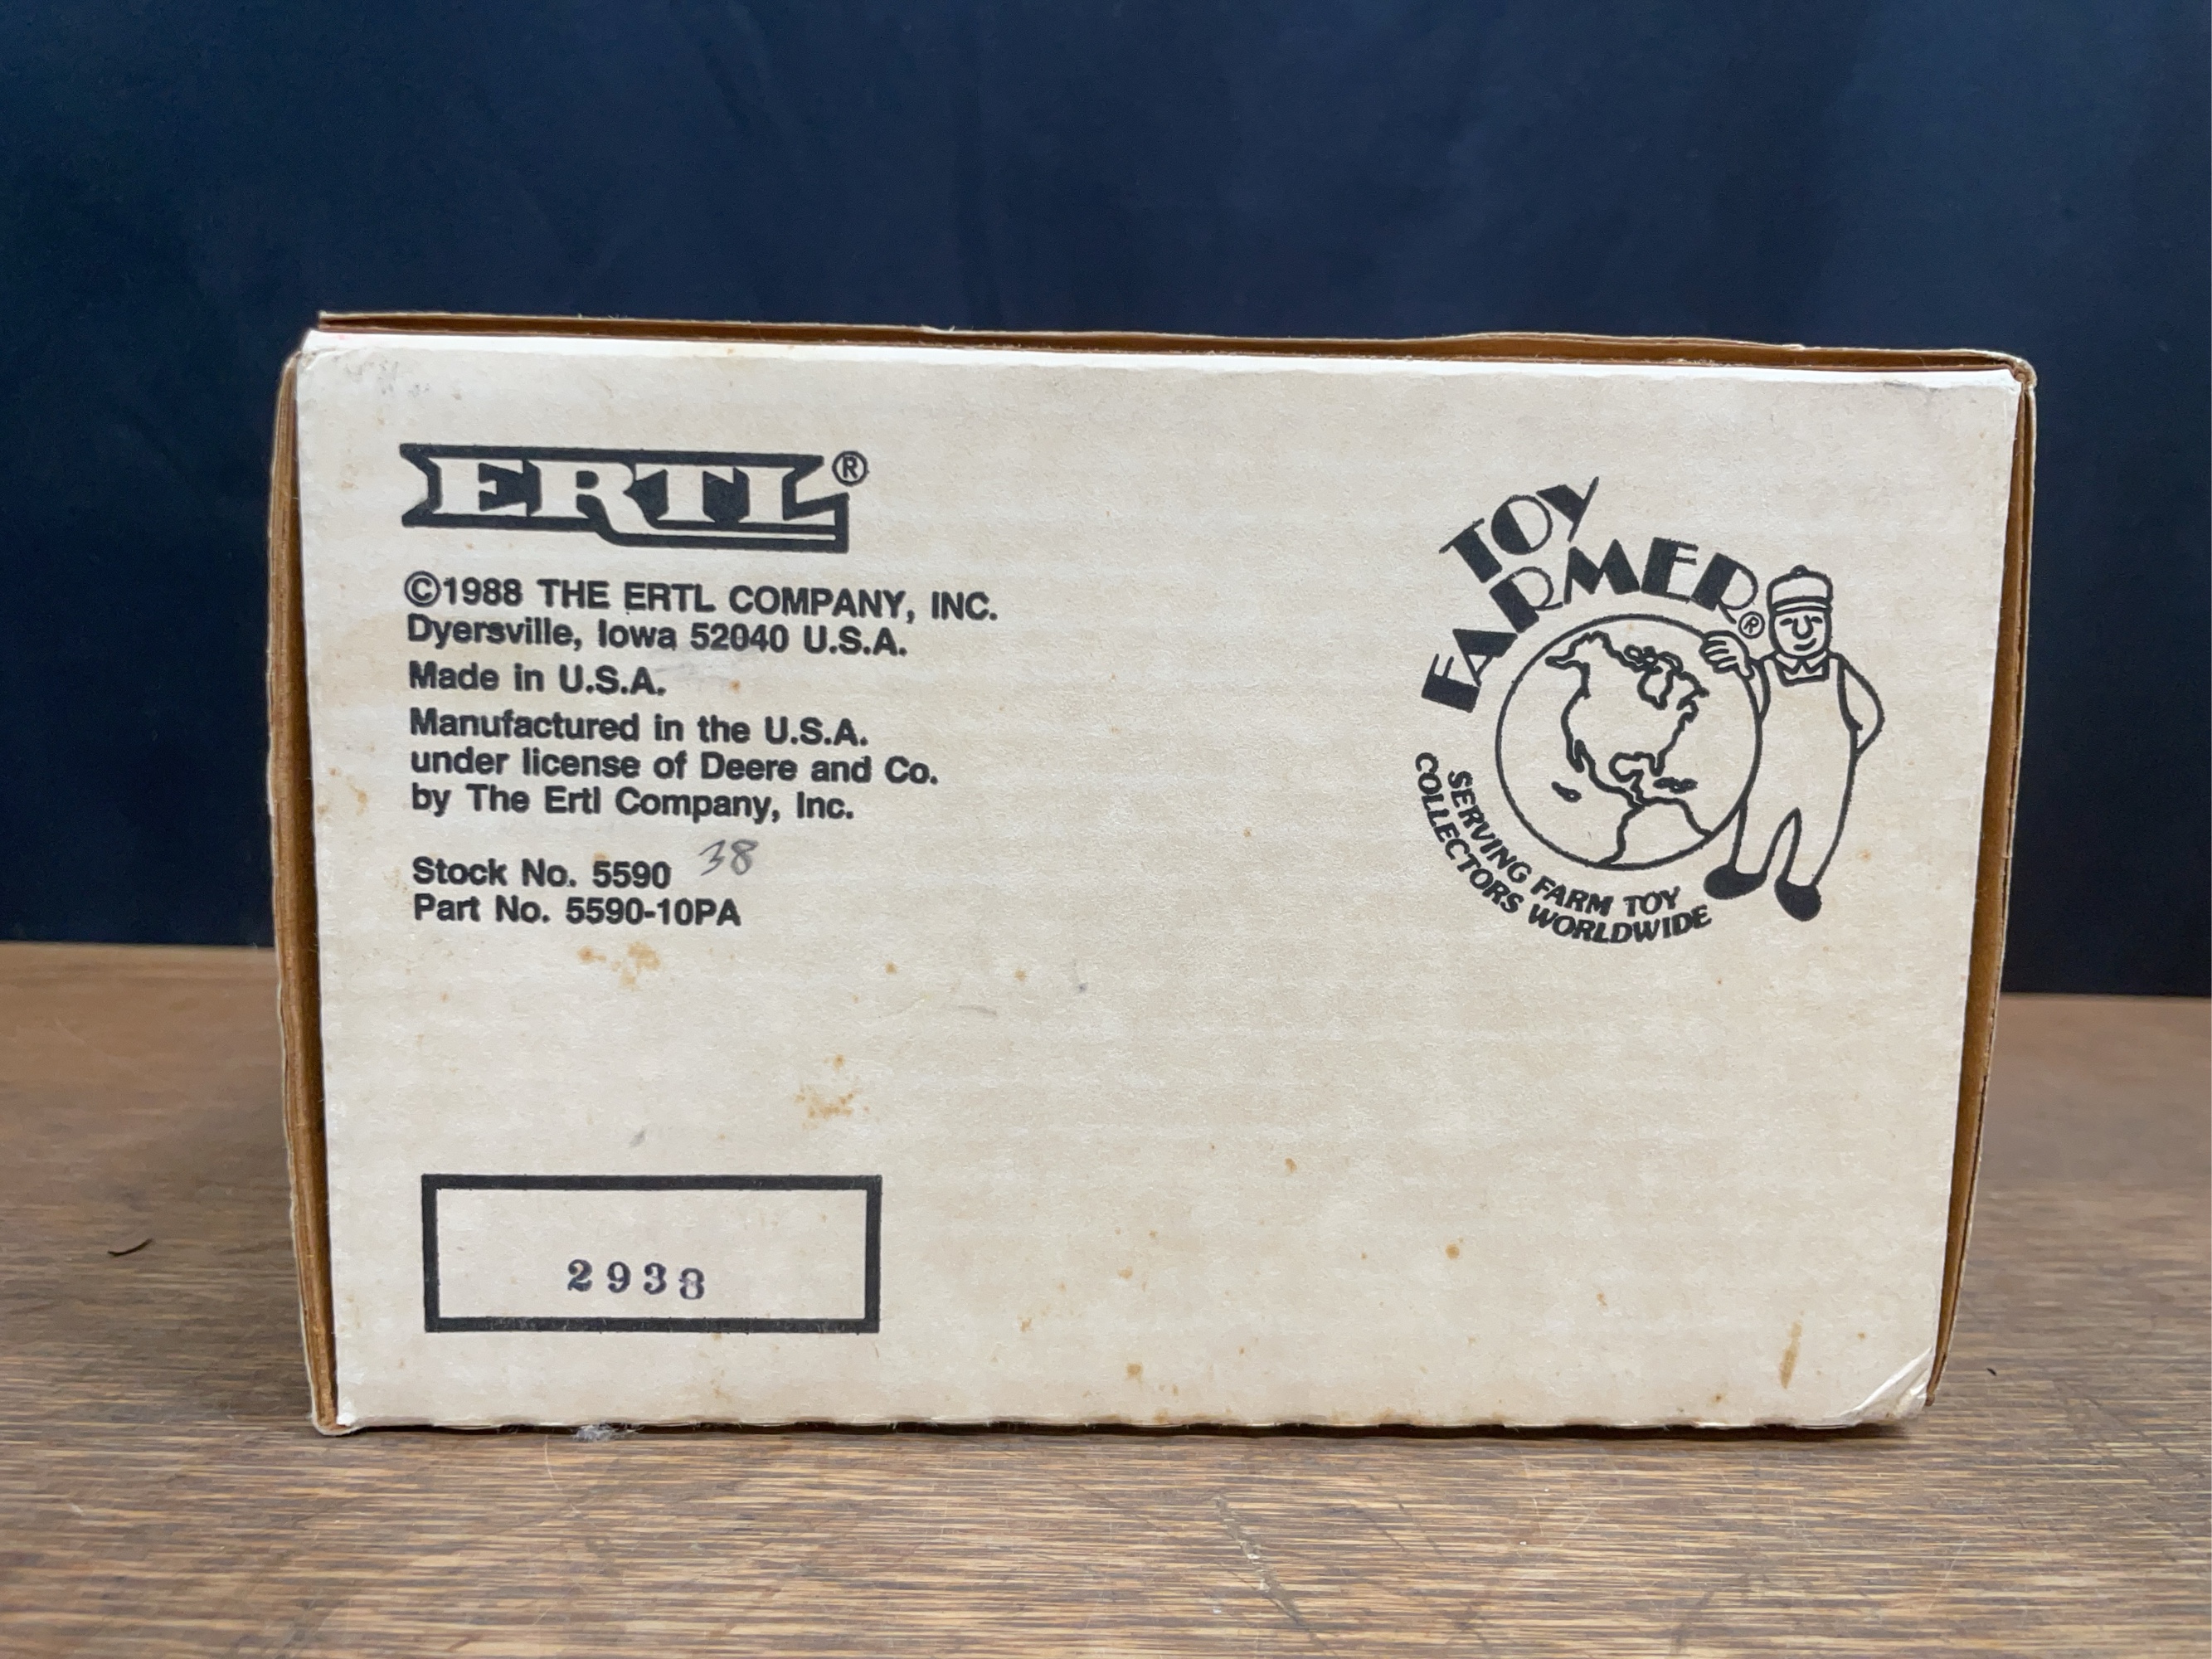 ERTL®
©1988 THE ERTL COMPANY, INC.
Dyersville, Iowa 52040 U.S.A.
Made in U.S.A.
Manufactured in the U.S.A.
under license of Deere and Co.
by The Ertl Company, Inc.
38
Stock No. 5590
Part No. 5590-10PA
2938
TOY
FARMER®
SERVING FARM TOY
COLLECTORS WORLDWIDE